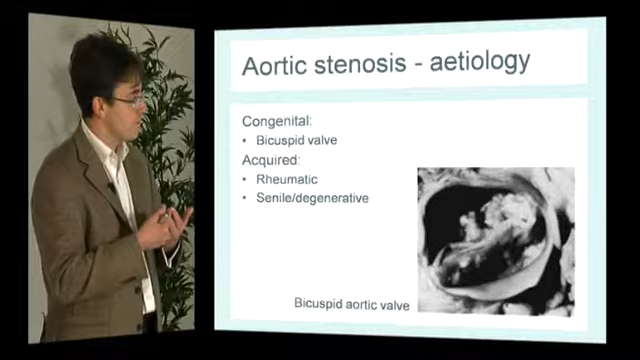 Aortic stenosis - aetiology
Congenital:
• Bicuspid valve
Acquired:
• Rheumatic
• Senile/degenerative
Bicuspid aortic valve